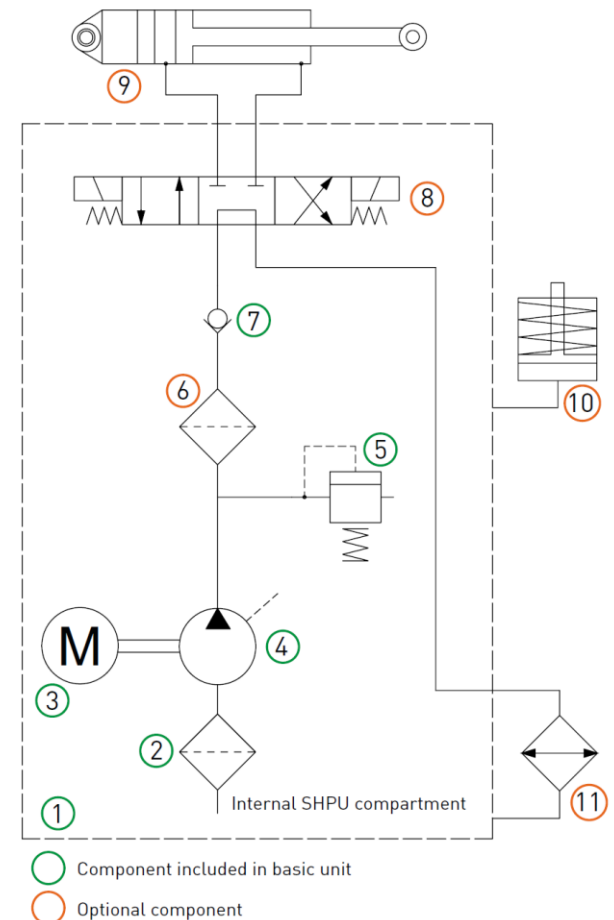 9
8
7
10
6
5
M
4
3
2
Internal SHPU compartment
1
11
Component included in basic unit
Optional component